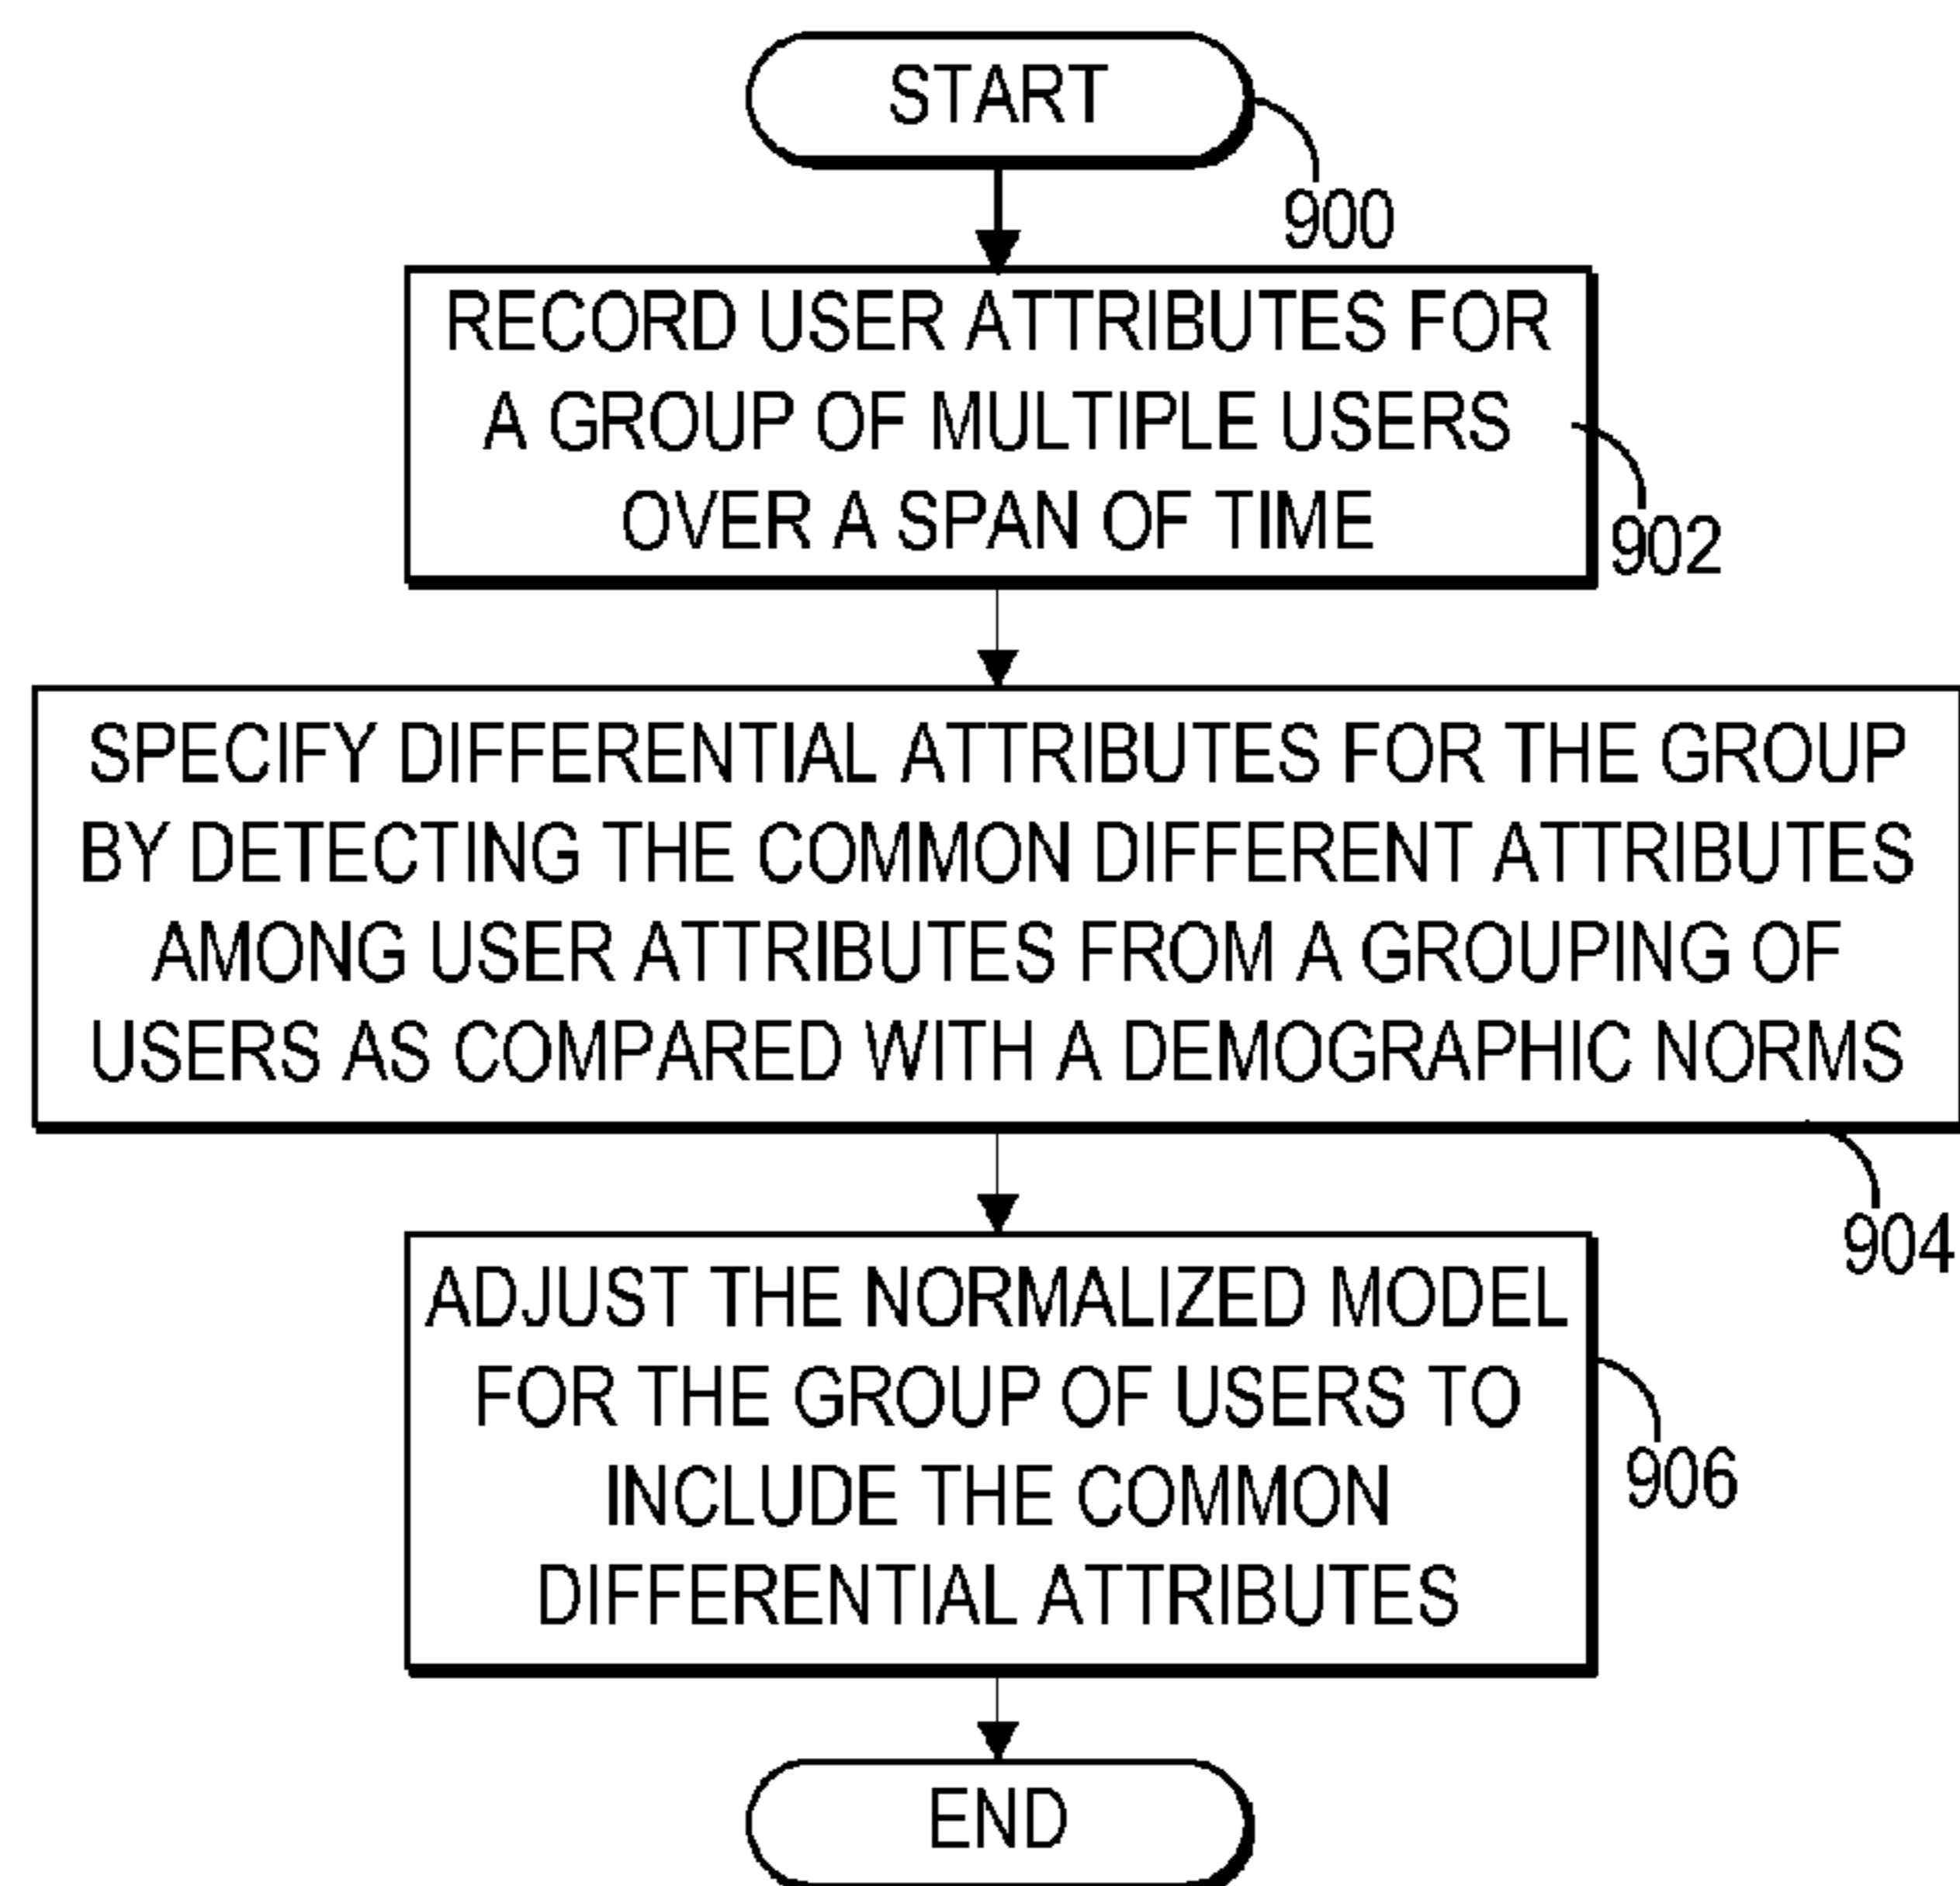 START
900
RECORD USER ATTRIBUTES FOR
A GROUP OF MULTIPLE USERS
OVER A SPAN OF TIME
902
SPECIFY DIFFERENTIAL ATTRIBUTES FOR THE GROUP
BY DETECTING THE COMMON DIFFERENT ATTRIBUTES
AMONG USER ATTRIBUTES FROM A GROUPING OF
USERS AS COMPARED WITH A DEMOGRAPHIC NORMS
904
ADJUST THE NORMALIZED MODEL
FOR THE GROUP OF USERS TO
INCLUDE THE COMMON
DIFFERENTIAL ATTRIBUTES
906
END